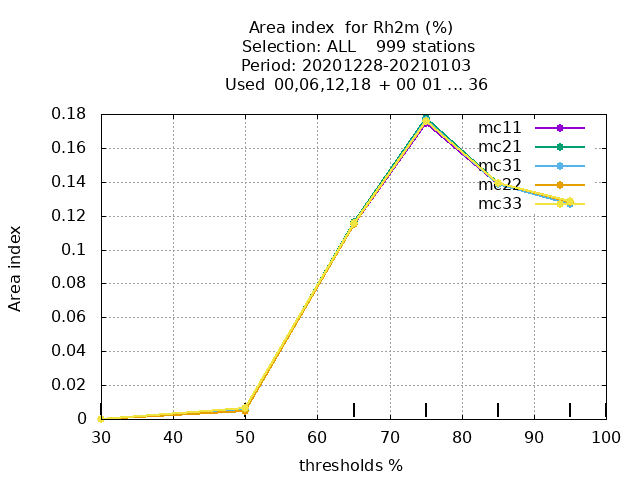 Area index  for Rh2m (%)
Selection: ALL    999 stations
Period: 20201228-20210103
Used  00,06,12,18  + 00 01 ... 36
mc11
mc21
mc31
mc22
mc33
0.18
0.16
0.14
0.12
0.1
0.08
0.06
0.04
0.02
0
Area index
30 40 50 60 70 80 90 100
thresholds %